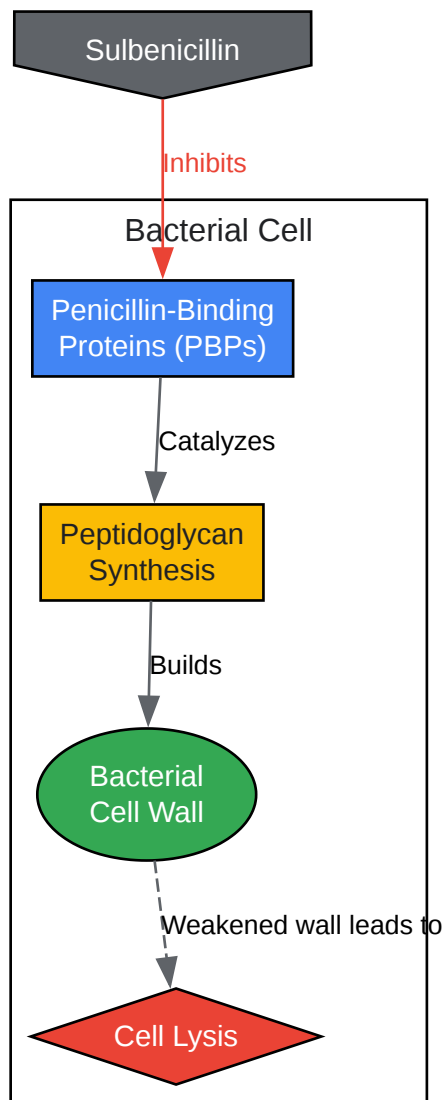 Sulbenicillin
Inhibits
Bacterial Cell
Penicillin-Binding
Proteins (PBPs)
Catalyzes
Peptidoglycan
Synthesis
Builds
Bacterial
Cell Wall
Weakened wall leads to
Cell Lysis